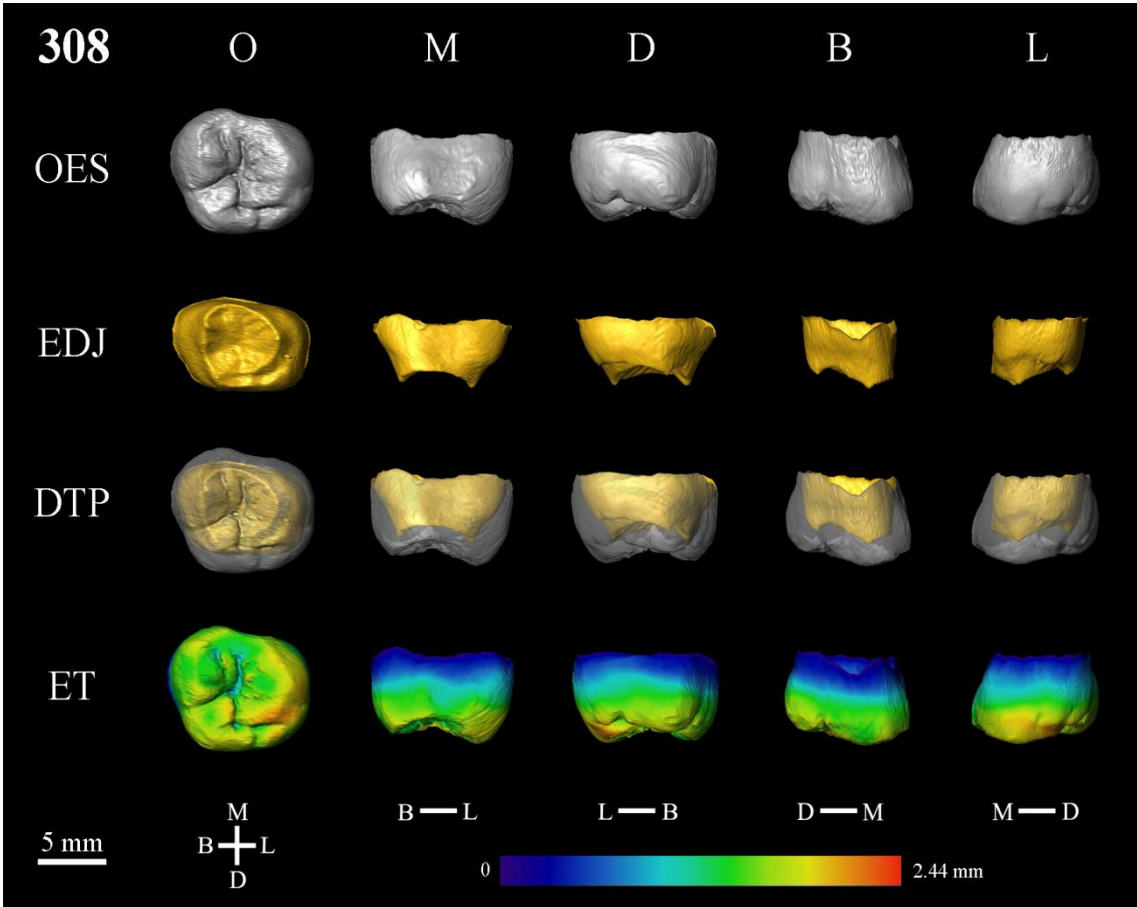 308 O M D B L
OES
EDJ
DTP
ET
M
B L
D
B L
L B
D M
M D
5 mm
0
2.44 mm